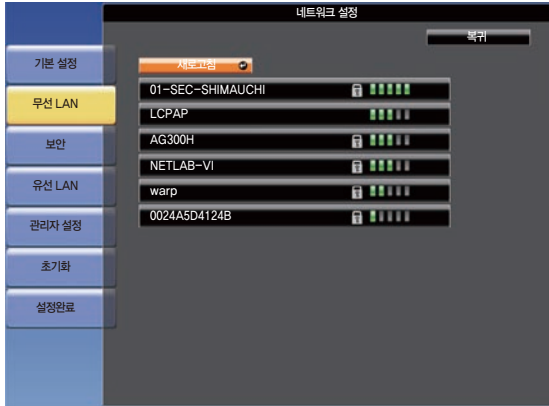 네트워크 설정
복귀
기본 설정
무선 LAN
보안
유선 LAN
관리자 설정
초기화
설정완료
새로고침
01-SEC-SHIMAUCHI
LCPAP
AG300H
NETLAB-VI
warp
0024A5D4124B